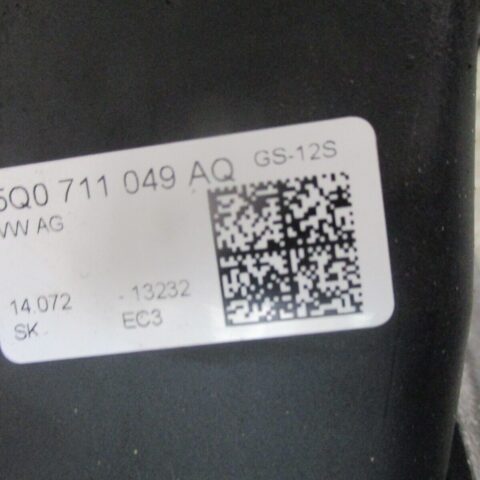 5Q0 711 049 AQ GS-12S
VW AG
14.072 - 13232
SK EC3